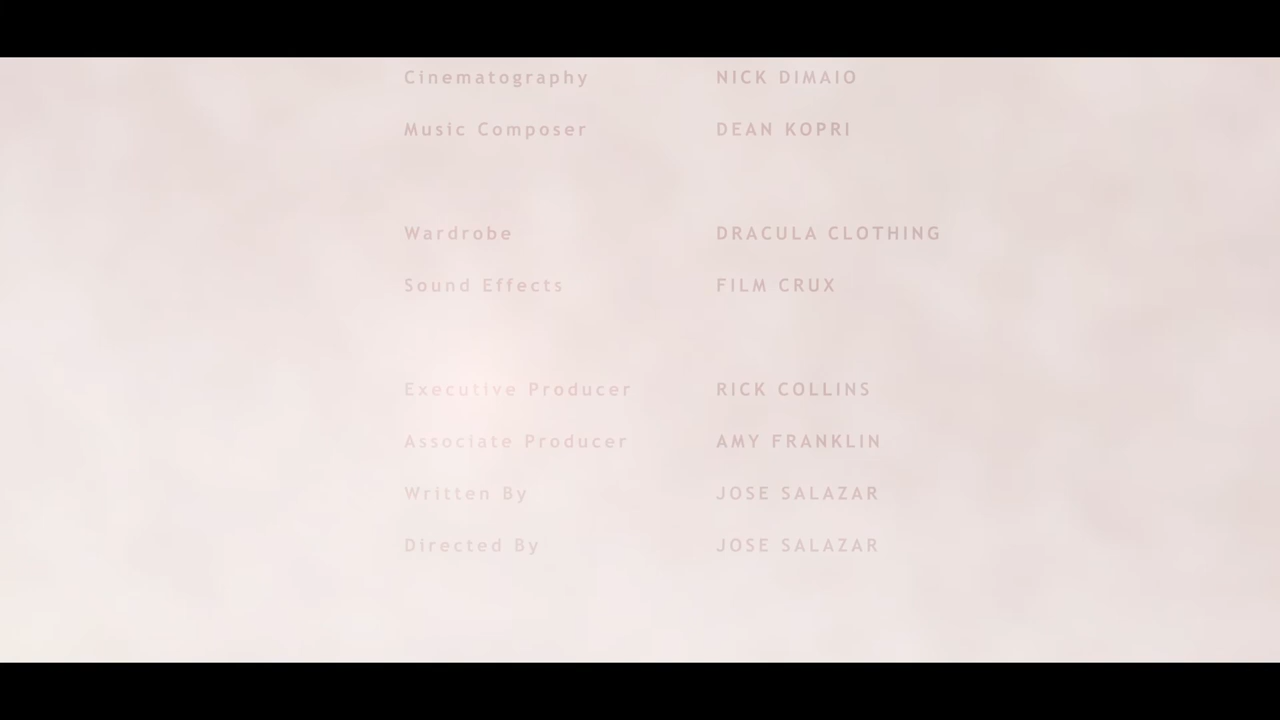 Cinematography NICK DIMAIO
Music Composer DEAN KOPRI
Wardrobe DRACULA CLOTHING
Sound Effects FILM CRUX
Executive Producer RICK COLLINS
Associate Producer AMY FRANKLIN
Written By JOSE SALAZAR
Directed By JOSE SALAZAR